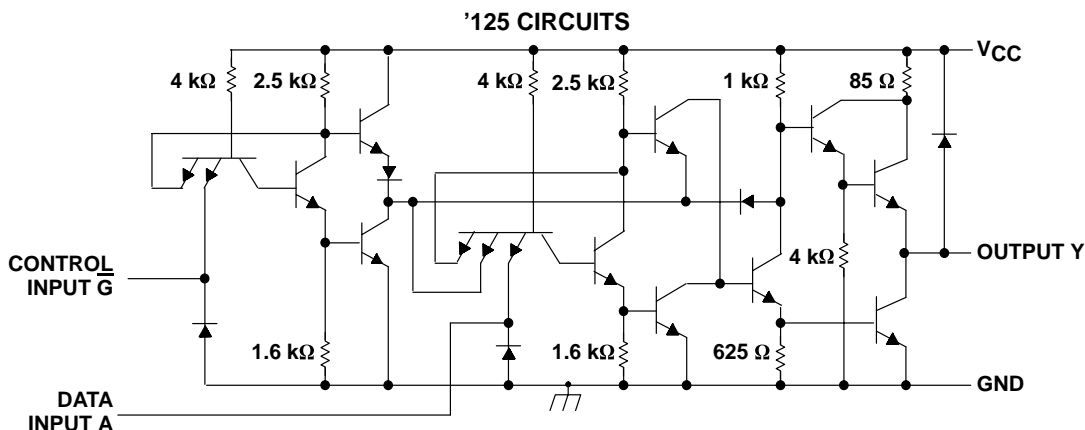 ’125 CIRCUITS
VCC
4 kΩ
2.5 kΩ
4 kΩ
2.5 kΩ
1 kΩ
85 Ω
CONTROL
INPUT G̅
4 kΩ
OUTPUT Y
1.6 kΩ
1.6 kΩ
625 Ω
GND
DATA
INPUT A